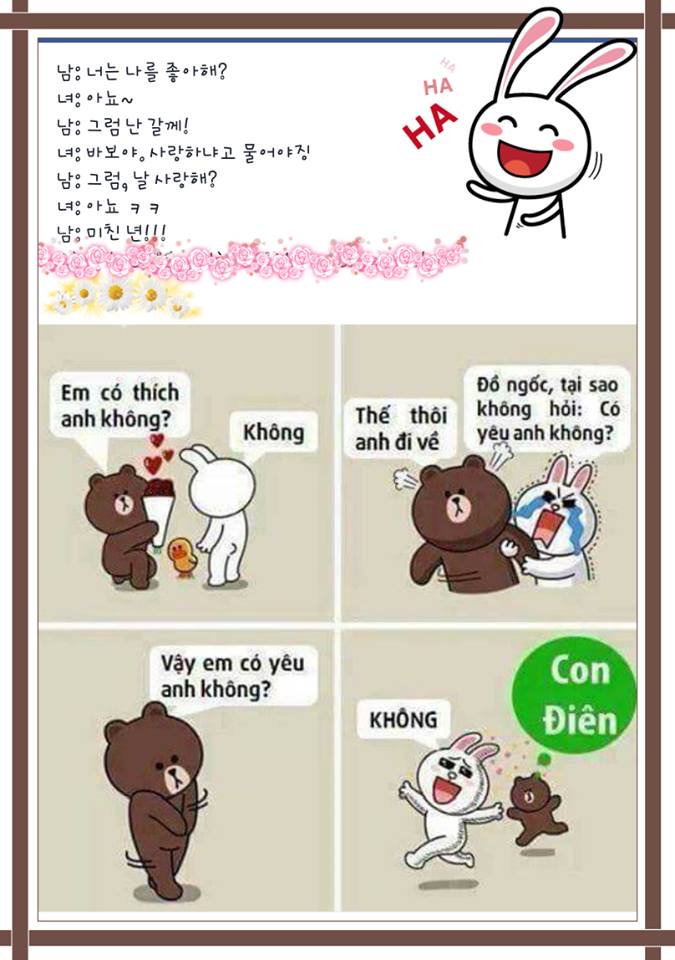 남: 너는 나를 좋아해?
녀: 아뇨~
남: 그럼 난 갈께!
녀: 바보야, 사랑하냐고 물어야징
남: 그럼, 날 사랑해?
녀: 아뇨 ㅋㅋ
남: 미친 년!!!
HA
HA
HA
Em có thích
anh không?
Không
Thế thôi
anh đi về
Đồ ngốc, tại sao
không hỏi: Có
yêu anh không?
Vậy em có yêu
anh không?
KHÔNG
Con
Điên